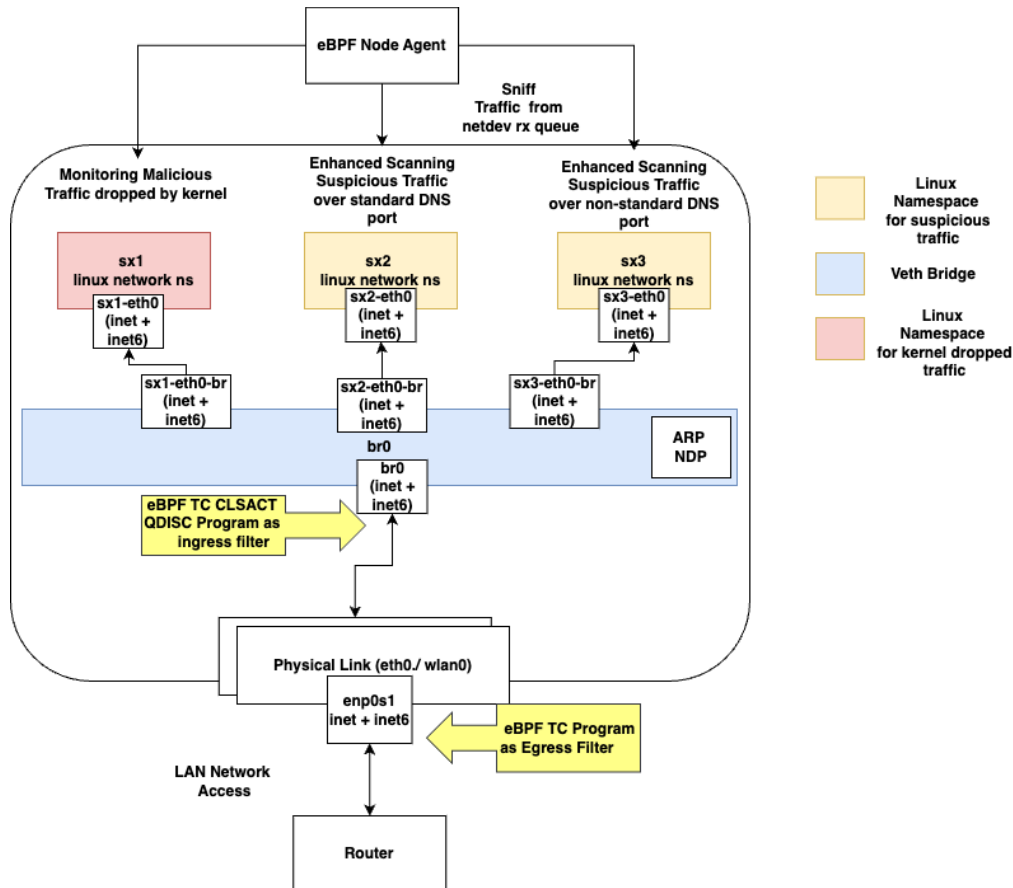 eBPF Node Agent
Sniff
Traffic from
netdev rx queue
Monitoring Malicious
Traffic dropped by kernel
Enhanced Scanning
Suspicious Traffic
over standard DNS
port
Enhanced Scanning
Suspicious Traffic
over non-standard DNS
port
sx1
linux network ns
sx2
linux network ns
sx3
linux network ns
sx1-eth0
(inet +
inet6)
sx2-eth0
(inet +
inet6)
sx3-eth0
(inet +
inet6)
sx1-eth0-br
(inet +
inet6)
sx2-eth0-br
(inet +
inet6)
sx3-eth0-br
(inet +
inet6)
br0
ARP
NDP
br0
(inet +
inet6)
eBPF TC CLSACT
QDISC Program as
ingress filter
Physical Link (eth0./ wlan0)
enp0s1
inet + inet6
eBPF TC Program
as Egress Filter
LAN Network
Access
Router
Linux
Namespace
for suspicious
traffic
Veth Bridge
Linux
Namespace
for kernel dropped
traffic